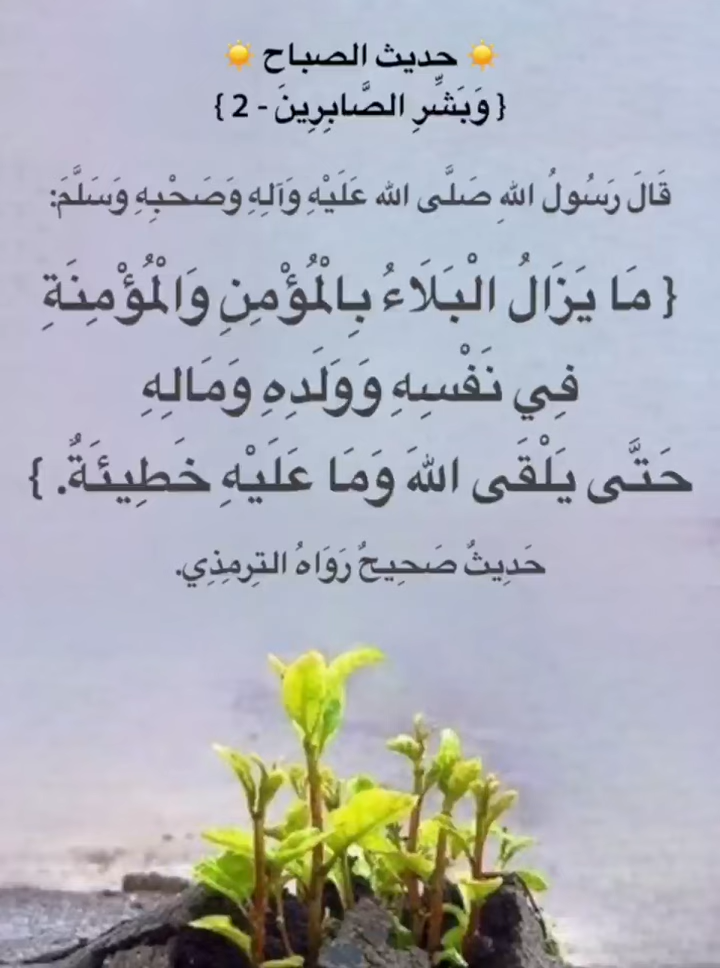 ☀️ حديث الصباح ☀️
{ وَبَشِّرِ الصَّابِرِينَ - 2 }
قَالَ رَسُولُ اللهِ صَلَّى الله عَلَيْهِ وَآلِهِ وَصَحْبِهِ وَسَلَّمَ:
{ مَا يَزَالُ الْبَلَاءُ بِالْمُؤْمِنِ وَالْمُؤْمِنَةِ
فِي نَفْسِهِ وَوَلَدِهِ وَمَالِهِ
حَتَّى يَلْقَى اللهَ وَمَا عَلَيْهِ خَطِيئَةٌ. }
حَدِيثٌ صَحِيحٌ رَوَاهُ التِرمِذِي.